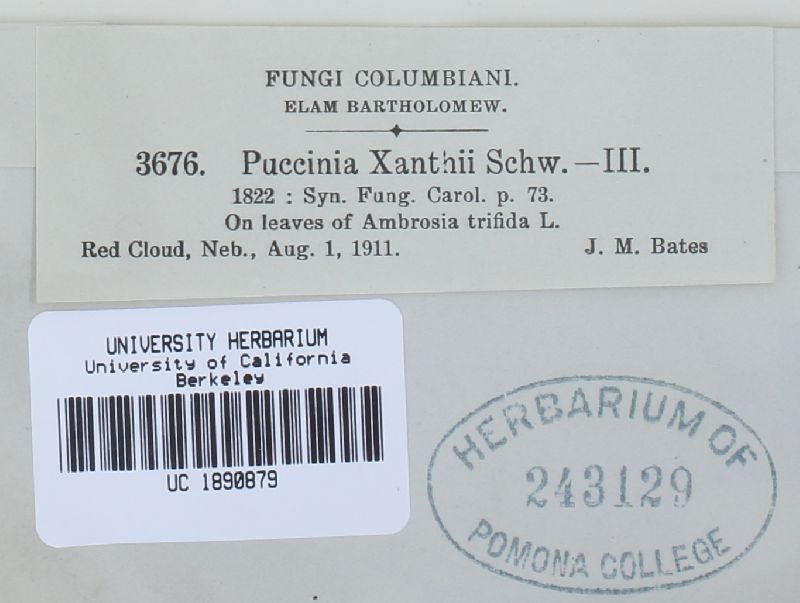 FUNGI COLUMBIANI.
ELAM BARTHOLOMEW.
3676. Puccinia Xanthii Schw.—III.
1822 : Syn. Fung. Carol. p. 73.
On leaves of Ambrosia trifida L.
Red Cloud, Neb., Aug. 1, 1911. J. M. Bates
UNIVERSITY HERBARIUM
University of California
Berkeley
UC 1890879
HERBARIUM OF
243129
POMONA COLLEGE